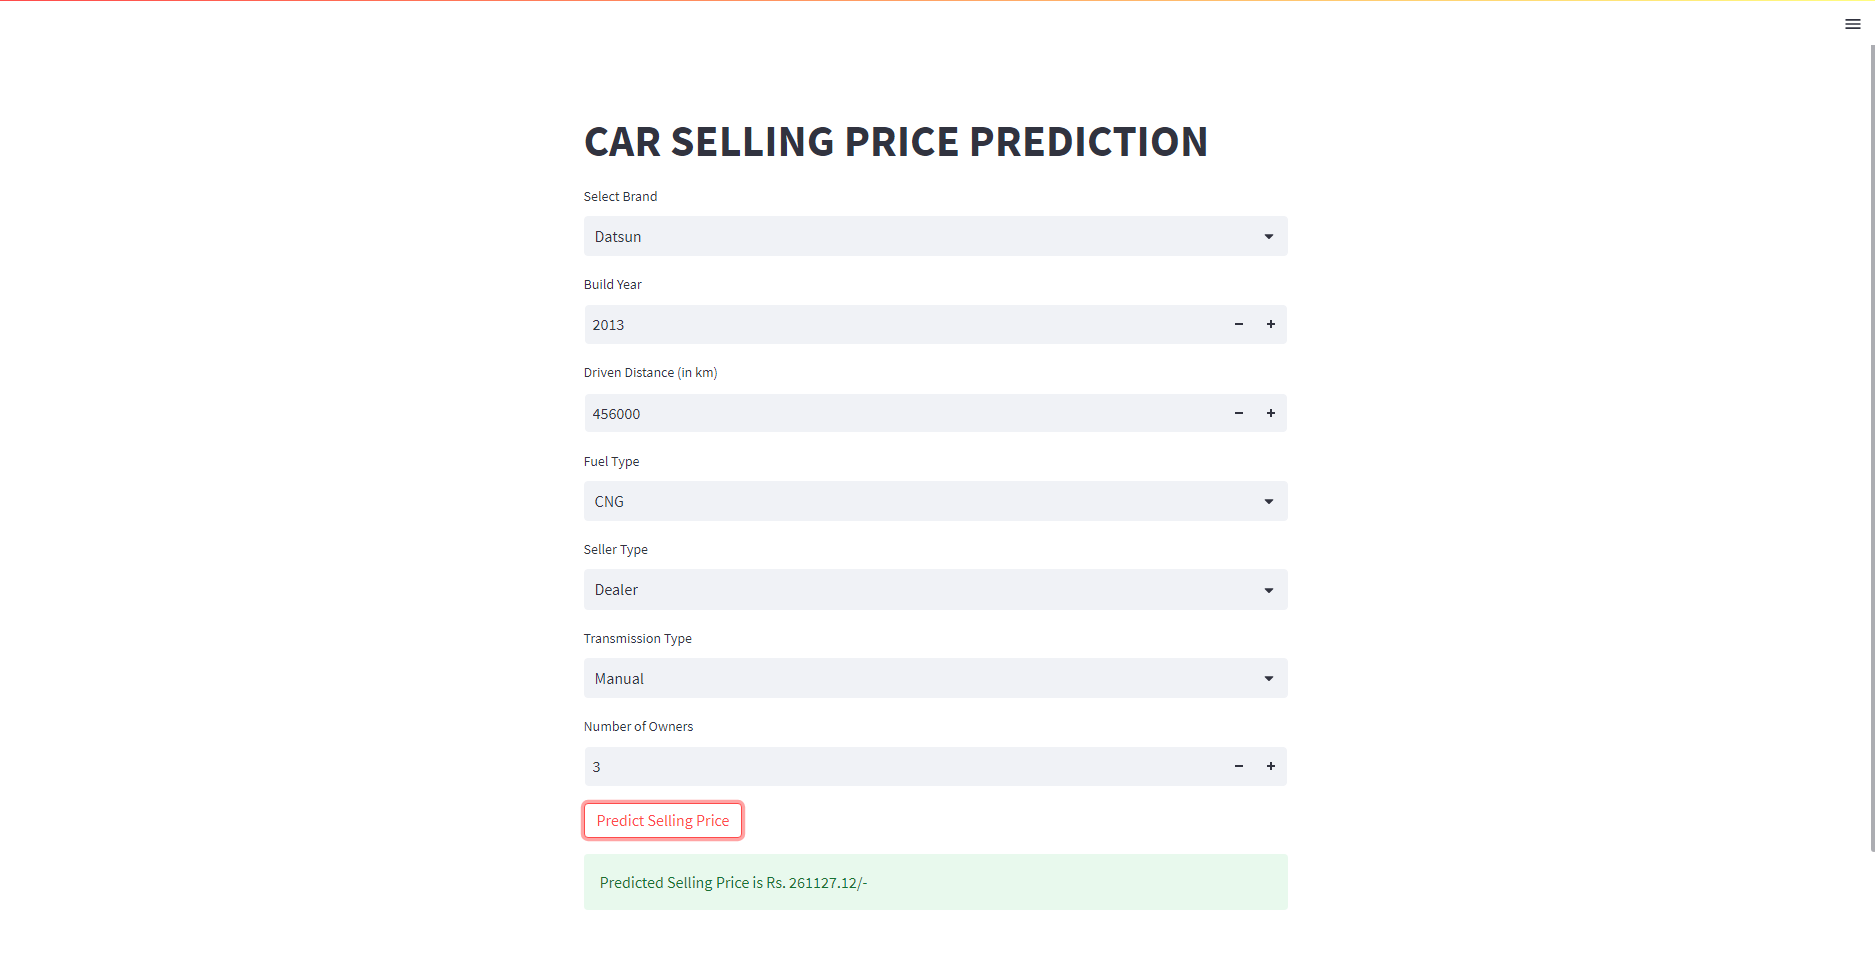 CAR SELLING PRICE PREDICTION
Select Brand
Datsun
Build Year
2013
Driven Distance (in km)
456000
Fuel Type
CNG
Seller Type
Dealer
Transmission Type
Manual
Number of Owners
3
Predict Selling Price
Predicted Selling Price is Rs. 261127.12/-